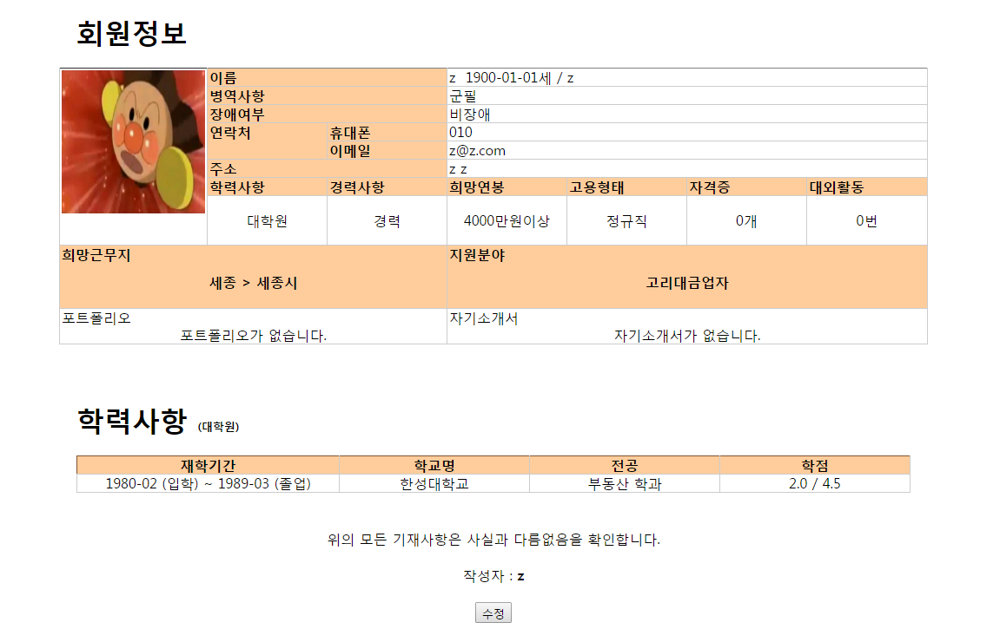 회원정보
이름 z 1900-01-01세 / z
병역사항 군필
장애여부 비장애
연락처 휴대폰 010
이메일 z@z.com
주소 z z
학력사항 경력사항 희망연봉 고용형태 자격증 대외활동
대학원 경력 4000만원이상 정규직 0개 0번
희망근무지 지원분야
세종 > 세종시 고리대금업자
포트폴리오 자기소개서
포트폴리오가 없습니다. 자기소개서가 없습니다.
학력사항 (대학원)
재학기간 학교명 전공 학점
1980-02 (입학) ~ 1989-03 (졸업) 한성대학교 부동산 학과 2.0 / 4.5
위의 모든 기재사항은 사실과 다름없음을 확인합니다.
작성자 : z
수정